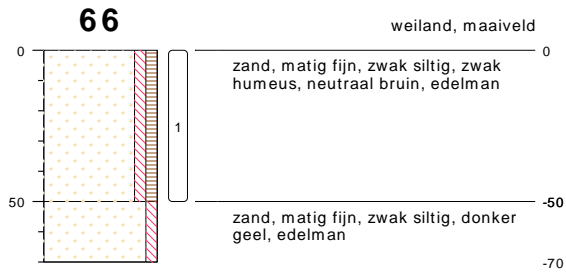 66
weiland, maaiveld
0
0
zand, matig fijn, zwak siltig, zwak
humeus, neutraal bruin, edelman
1
50
-50
zand, matig fijn, zwak siltig, donker
geel, edelman
-70